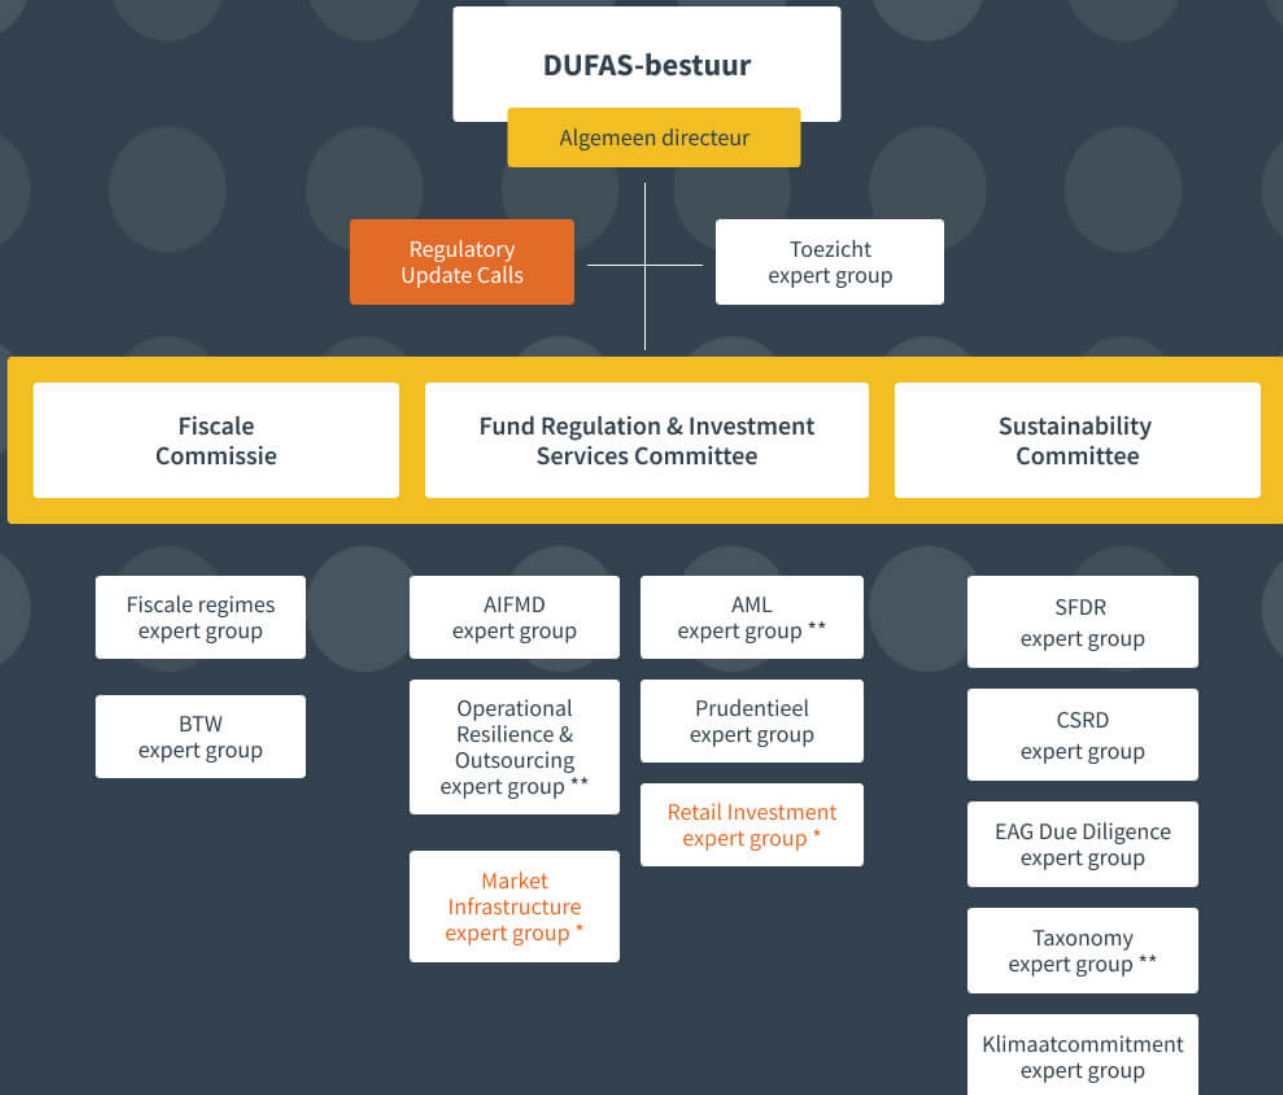 DUFAS-bestuur
Algemeen directeur
Regulatory
Update Calls
Toezicht
expert group
Fiscale
Commissie
Fund Regulation & Investment
Services Committee
Sustainability
Committee
Fiscale regimes
expert group
BTW
expert group
AIFMD
expert group
Operational
Resilience &
Outsourcing
expert group **
Market
Infrastructure
expert group *
AML
expert group **
Prudentieel
expert group
Retail Investment
expert group *
SFDR
expert group
CSRD
expert group
EAG Due Diligence
expert group
Taxonomy
expert group **
Klimaatcommitment
expert group